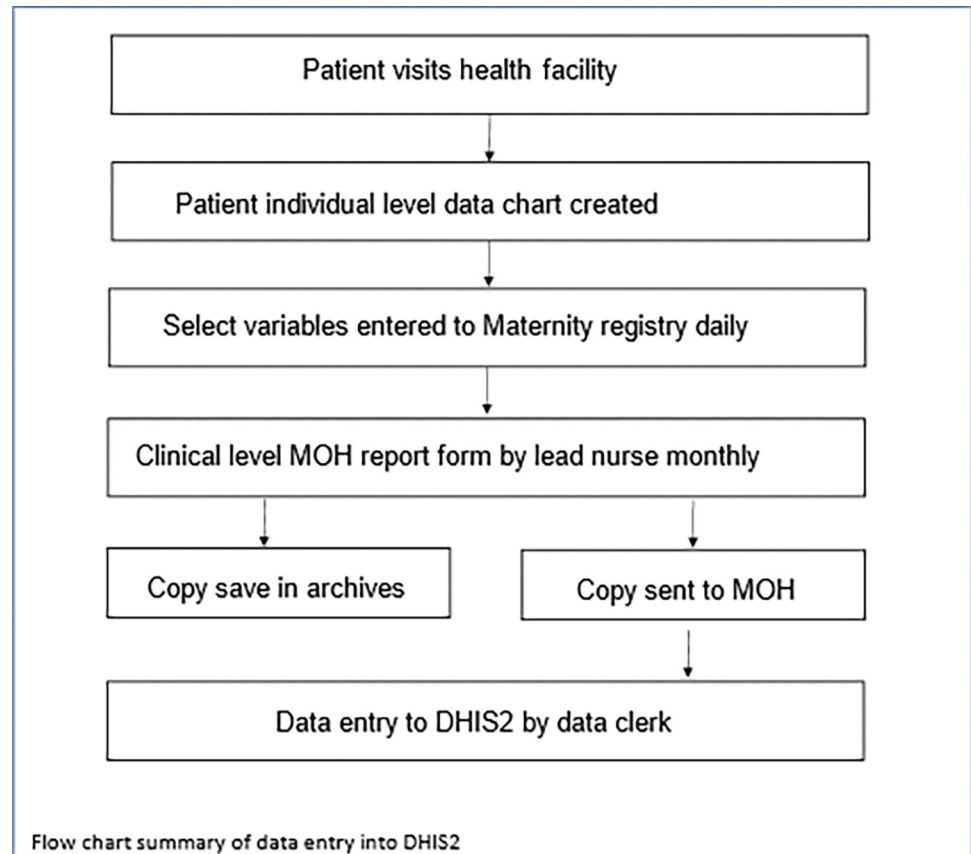 Patient visits health facility
Patient individual level data chart created
Select variables entered to Maternity registry daily
Clinical level MOH report form by lead nurse monthly
Copy save in archives
Copy sent to MOH
Data entry to DHIS2 by data clerk
Flow chart summary of data entry into DHIS2